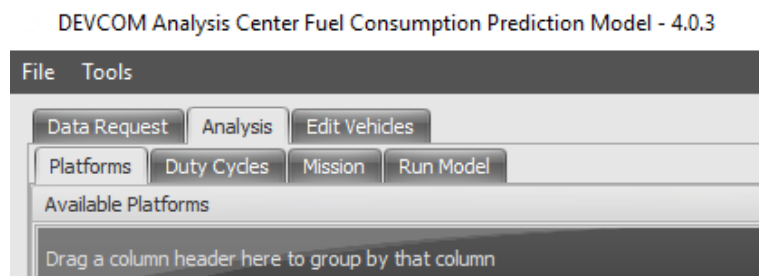 DEVCOM Analysis Center Fuel Consumption Prediction Model - 4.0.3
File Tools
Data Request Analysis Edit Vehicles
Platforms Duty Cycles Mission Run Model
Available Platforms
Drag a column header here to group by that column